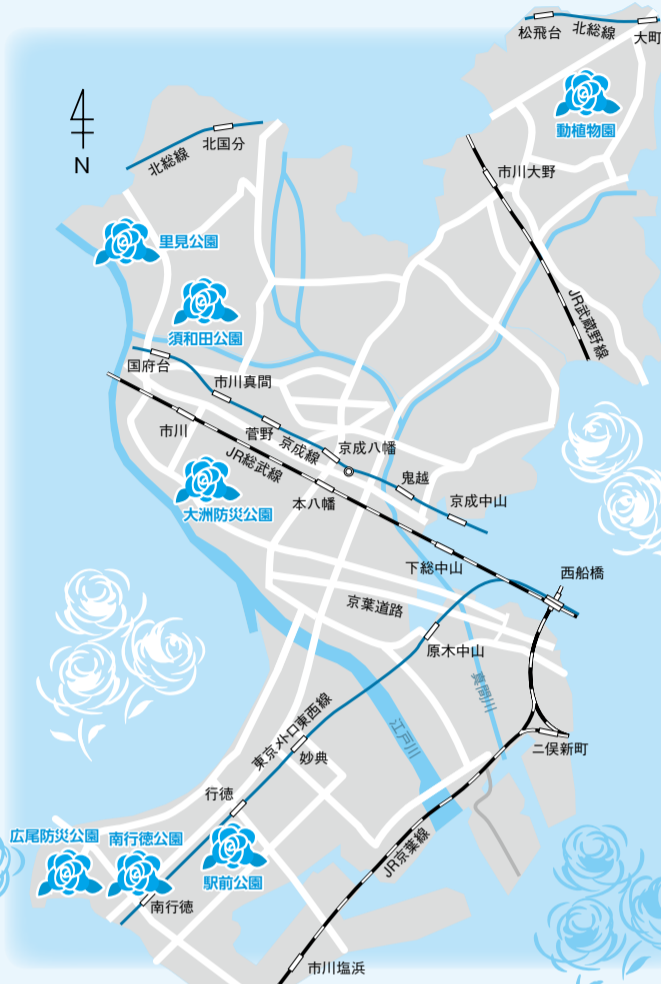 松飛台
北総線
大町
動植物園
N
北国分
北総線
市川大野
里見公園
JR武蔵野線
須和田公園
国府台
市川真間
市川
菅野
京成線
京成八幡
JR総武線
鬼越
本八幡
京成中山
大洲防災公園
下総中山
西船橋
京葉道路
原木中山
真間川
東京メトロ東西線
江戸川
妙典
二俣新町
行徳
広尾防災公園
南行徳公園
JR京葉線
駅前公園
南行徳
市川塩浜